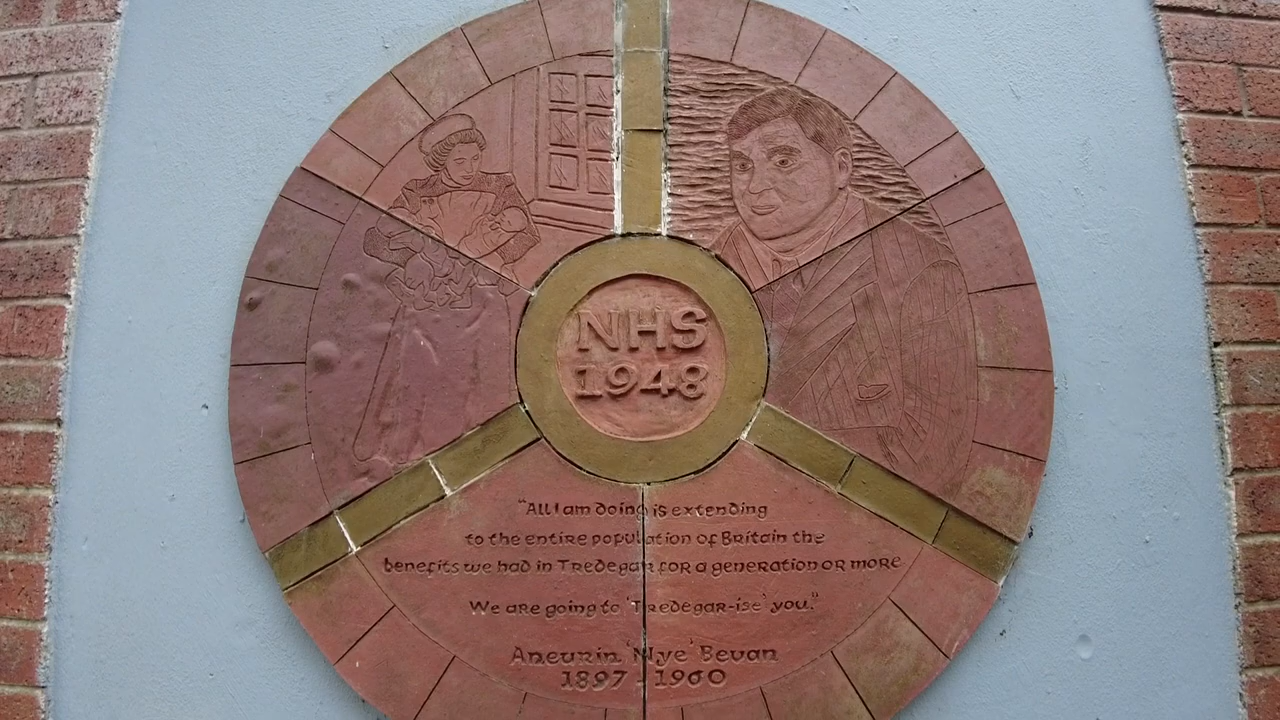 NHS
1948
"All I am doing is extending
to the entire population of Britain the
benefits we had in Tredegar for a generation or more
We are going to 'Tredegar-ise' you."
Aneurin 'Nye' Bevan
1897 - 1960